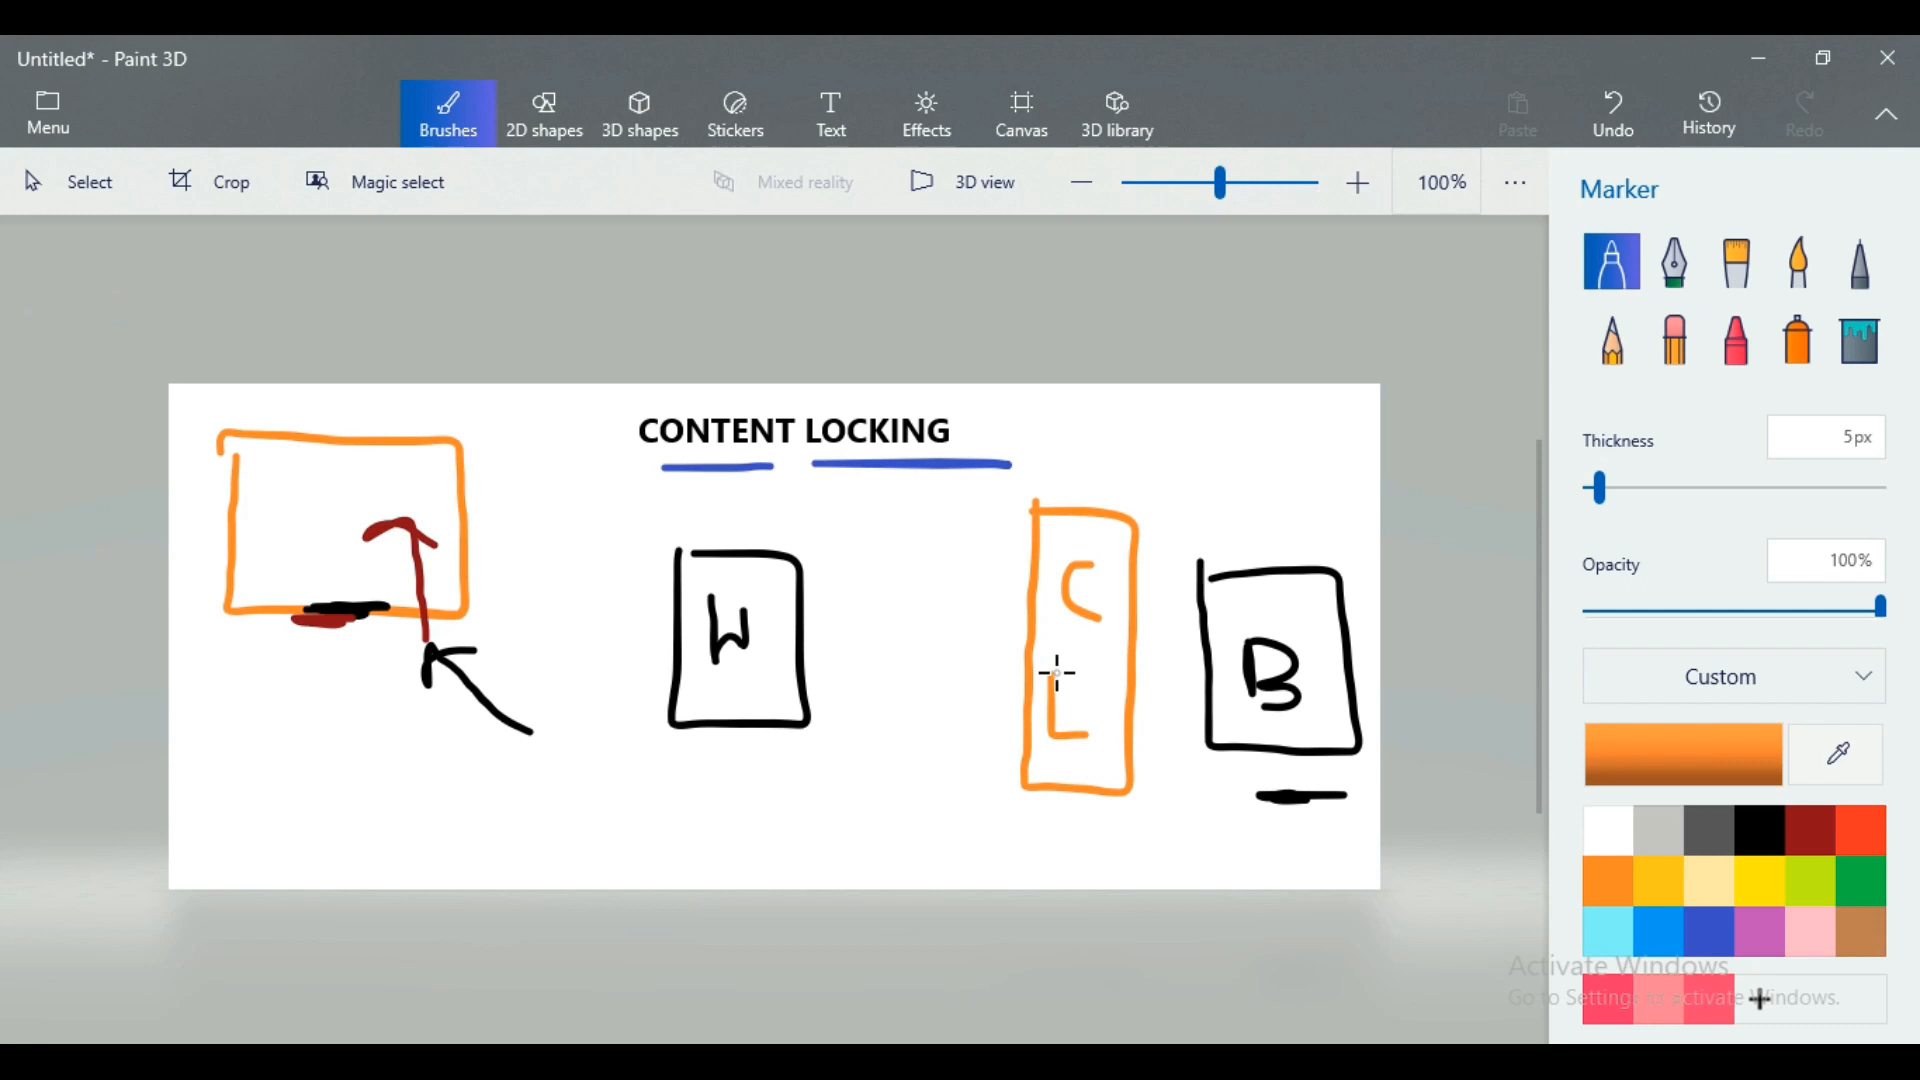 Untitled* - Paint 3D
Menu
Brushes
2D shapes
3D shapes
Stickers
Text
Effects
Canvas
3D library
Paste
Undo
History
Redo
Select
Crop
Magic select
Mixed reality
3D view
100%
Marker
Thickness
5px
Opacity
100%
Custom
CONTENT LOCKING
W
C
L
B
Activate Windows
Go to Settings to activate Windows.